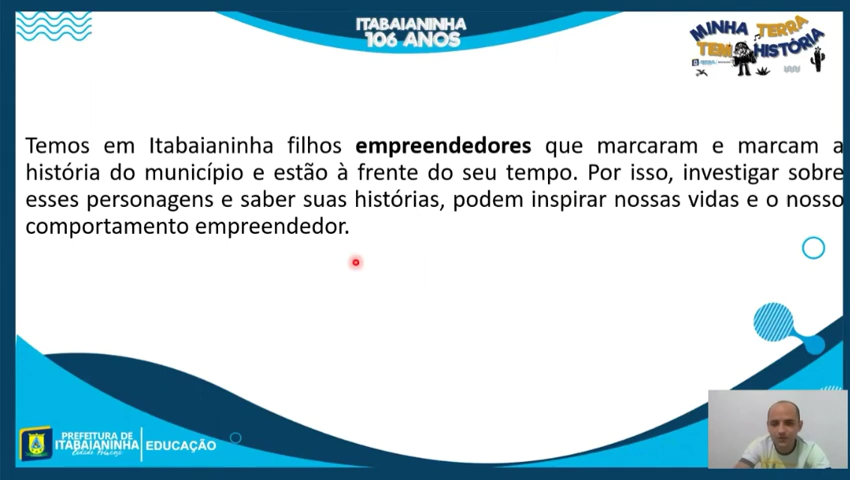 ITABAIANINHA
106 ANOS
MINHA TERRA
TEM HISTÓRIA
Temos em Itabaianinha filhos empreendedores que marcaram e marcam a
história do município e estão à frente do seu tempo. Por isso, investigar sobre
esses personagens e saber suas histórias, podem inspirar nossas vidas e o nosso
comportamento empreendedor.
PREFEITURA DE
ITABAIANINHA
Cidade Princesa
EDUCAÇÃO